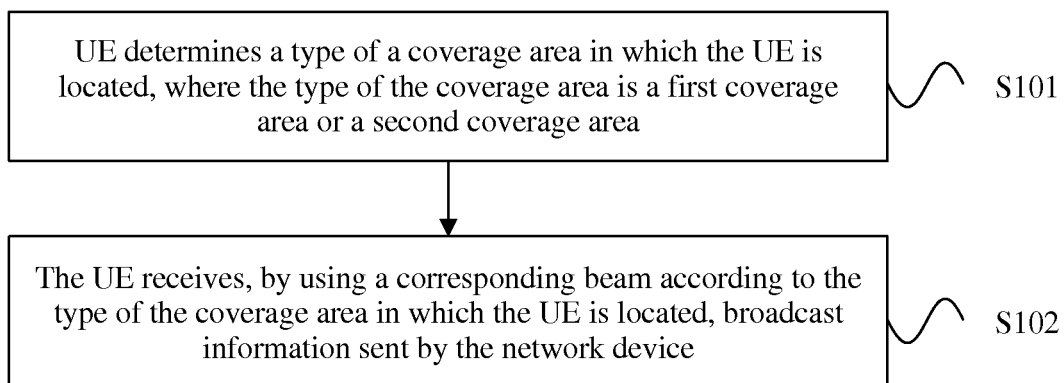 UE determines a type of a coverage area in which the UE is
located, where the type of the coverage area is a first coverage
area or a second coverage area
S101
The UE receives, by using a corresponding beam according to the
type of the coverage area in which the UE is located, broadcast
information sent by the network device
S102